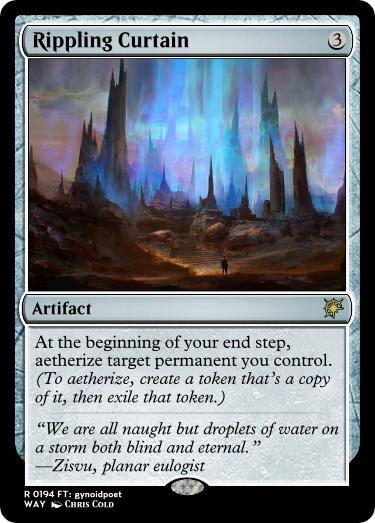 Rippling Curtain 3
Artifact
At the beginning of your end step,
aetherize target permanent you control.
(To aetherize, create a token that's a copy
of it, then exile that token.)
“We are all naught but droplets of water on
a storm both blind and eternal.”
—Zisvu, planar eulogist
R 0194 FT: gynoidpoet
WAY Chris Cold